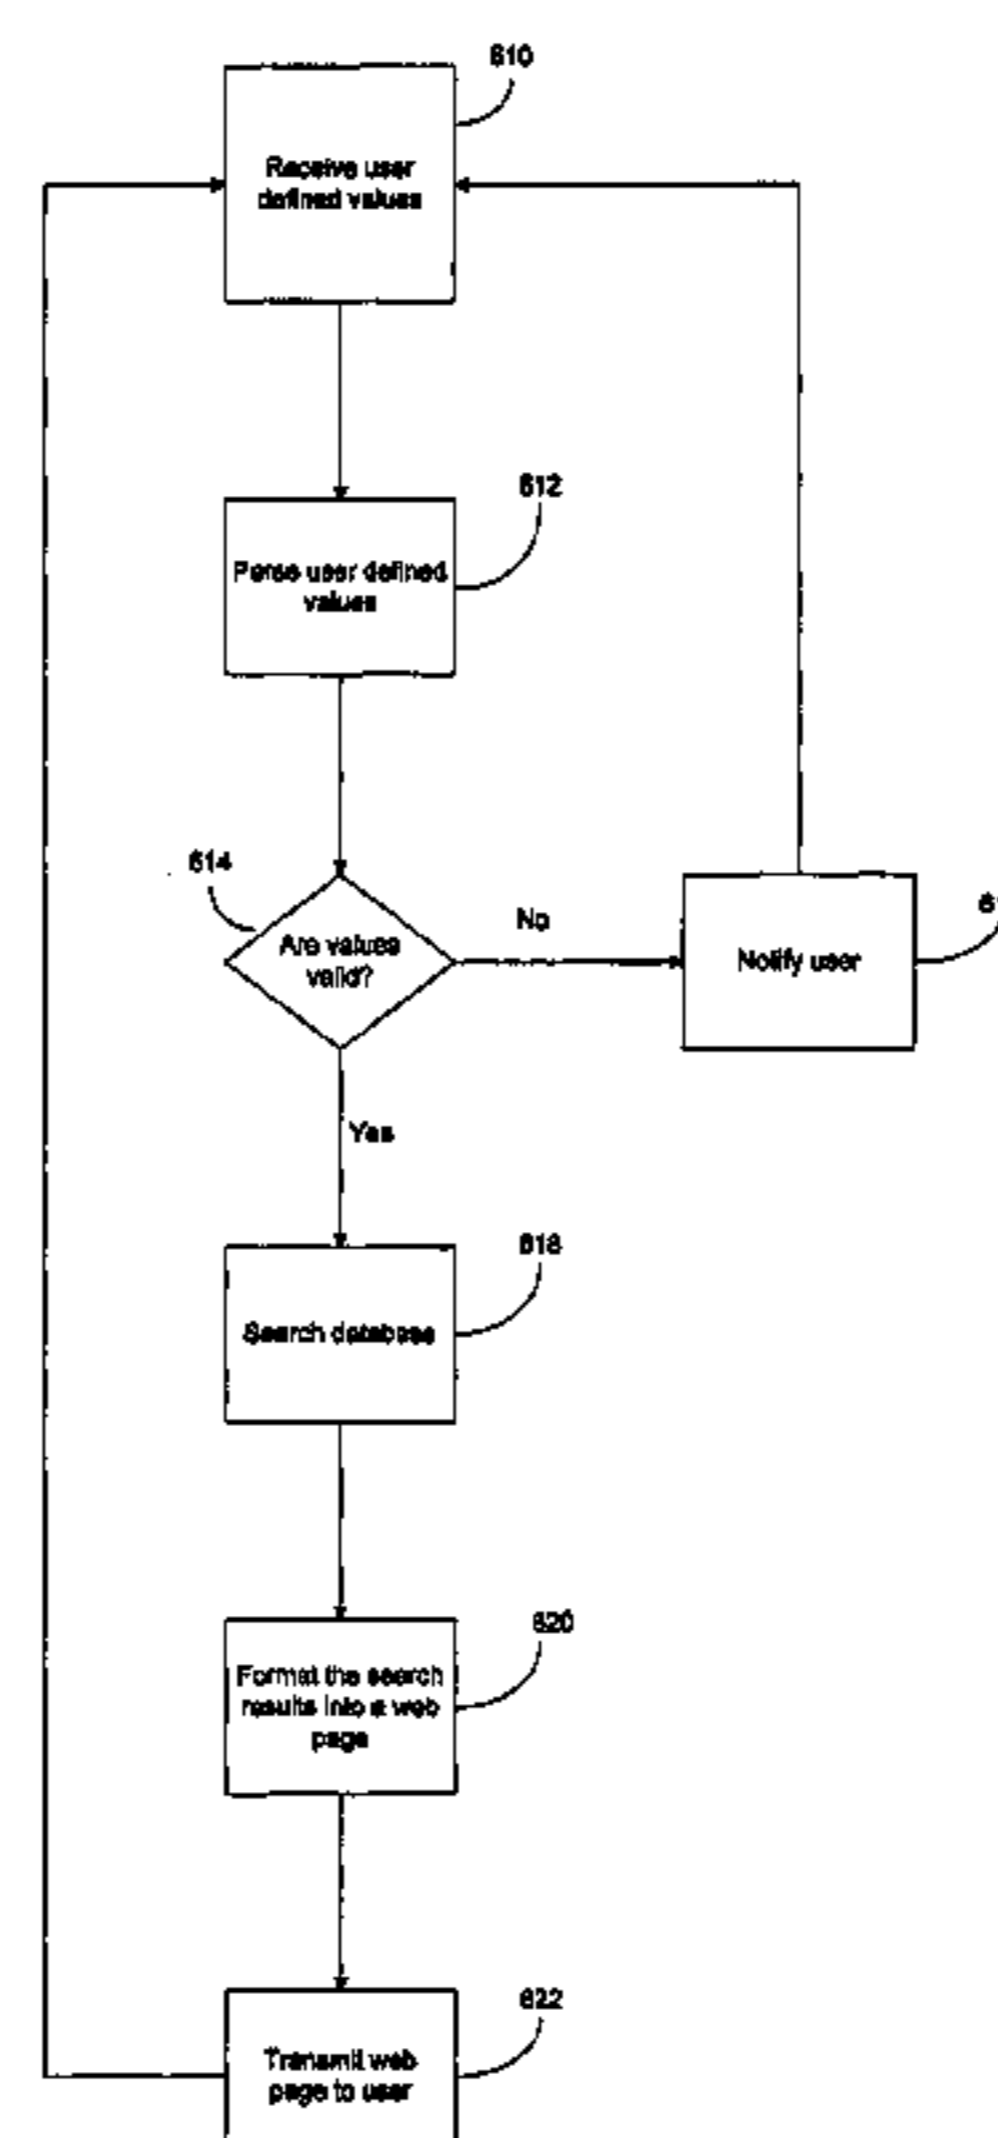 610
Receive user
defined values
612
Parse user defined
values
614
Are values
valid?
No
Notify user
Yes
618
Search database
620
Format the search
results into a web
page
622
Transmit web
page to user